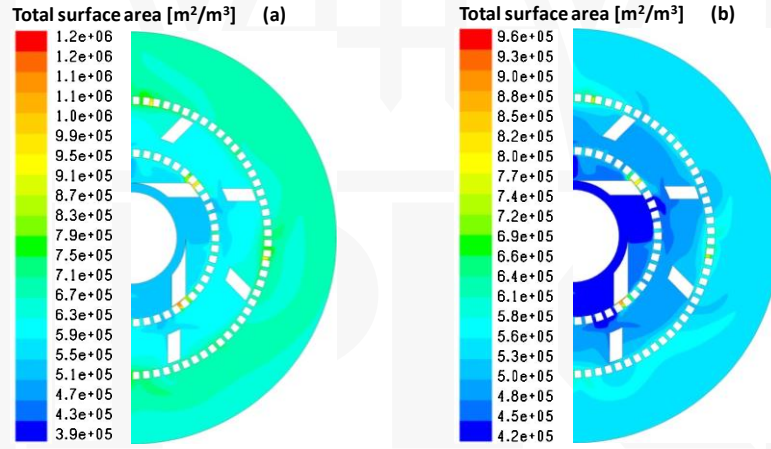 Total surface area [m²/m³] (a)
1.2e+06
1.2e+06
1.1e+06
1.1e+06
1.0e+06
9.9e+05
9.5e+05
9.1e+05
8.7e+05
8.3e+05
7.9e+05
7.5e+05
7.1e+05
6.7e+05
6.3e+05
5.9e+05
5.5e+05
5.1e+05
4.7e+05
4.3e+05
3.9e+05
Total surface area [m²/m³] (b)
9.6e+05
9.3e+05
9.0e+05
8.8e+05
8.5e+05
8.2e+05
8.0e+05
7.7e+05
7.4e+05
7.2e+05
6.9e+05
6.6e+05
6.4e+05
6.1e+05
5.8e+05
5.6e+05
5.3e+05
5.0e+05
4.8e+05
4.5e+05
4.2e+05